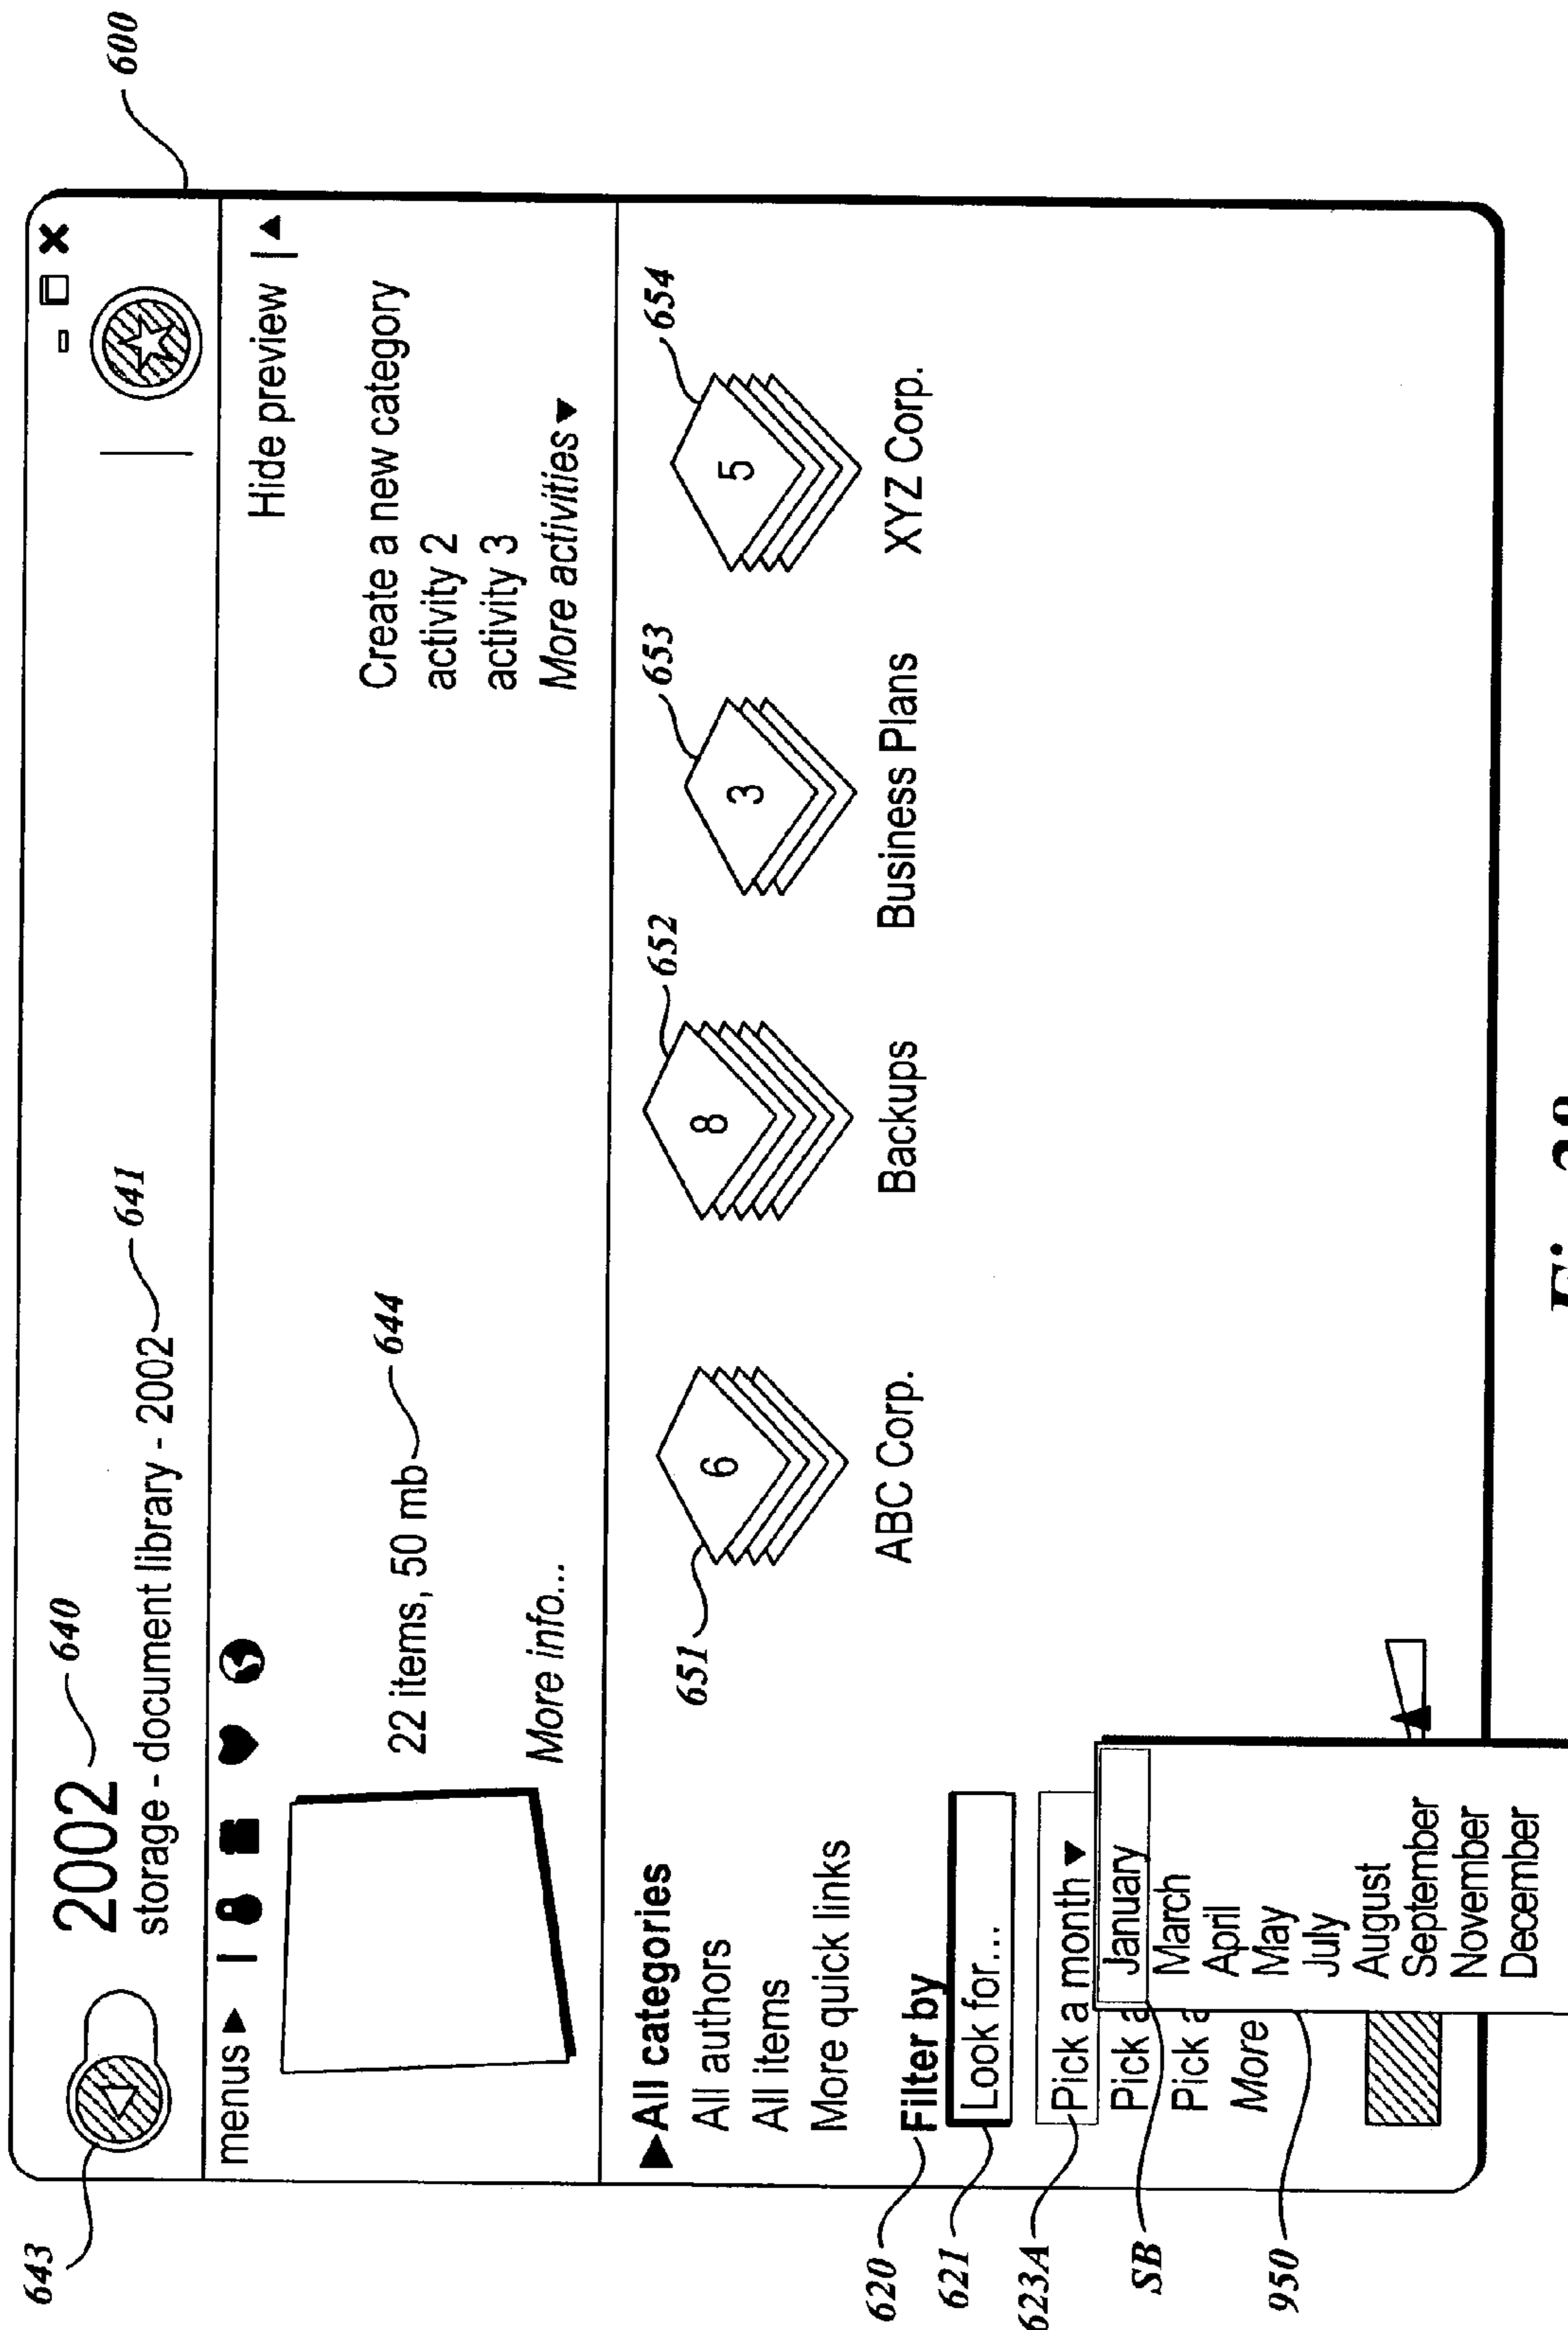 600
2002
640
storage - document library - 2002
641
643
menus
Hide preview
22 items, 50 mb
644
More info...
Create a new category
activity 2
activity 3
More activities
All categories
All authors
All items
More quick links
Filter by
620
Look for...
621
Pick a month
623A
Pick a
Pick a
More
January
March
April
May
July
August
September
November
December
SB
950
651
6
ABC Corp.
652
8
Backups
653
3
Business Plans
654
5
XYZ Corp.